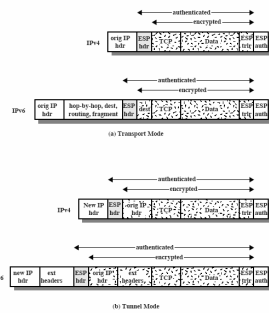 authenticated
encrypted
IPv4
orig IP hdr
ESP hdr
TCP
Data
ESP trlr
ESP auth
authenticated
encrypted
IPv6
orig IP hdr
hop-by-hop, dest, routing, fragment
ESP hdr
dest
TCP
Data
ESP trlr
ESP auth
(a) Transport Mode
authenticated
encrypted
IPv4
New IP hdr
ESP hdr
orig IP hdr
TCP
Data
ESP trlr
ESP auth
authenticated
encrypted
6
new IP hdr
ext headers
ESP hdr
orig IP hdr
ext headers
TCP
Data
ESP trlr
ESP auth
(b) Tunnel Mode